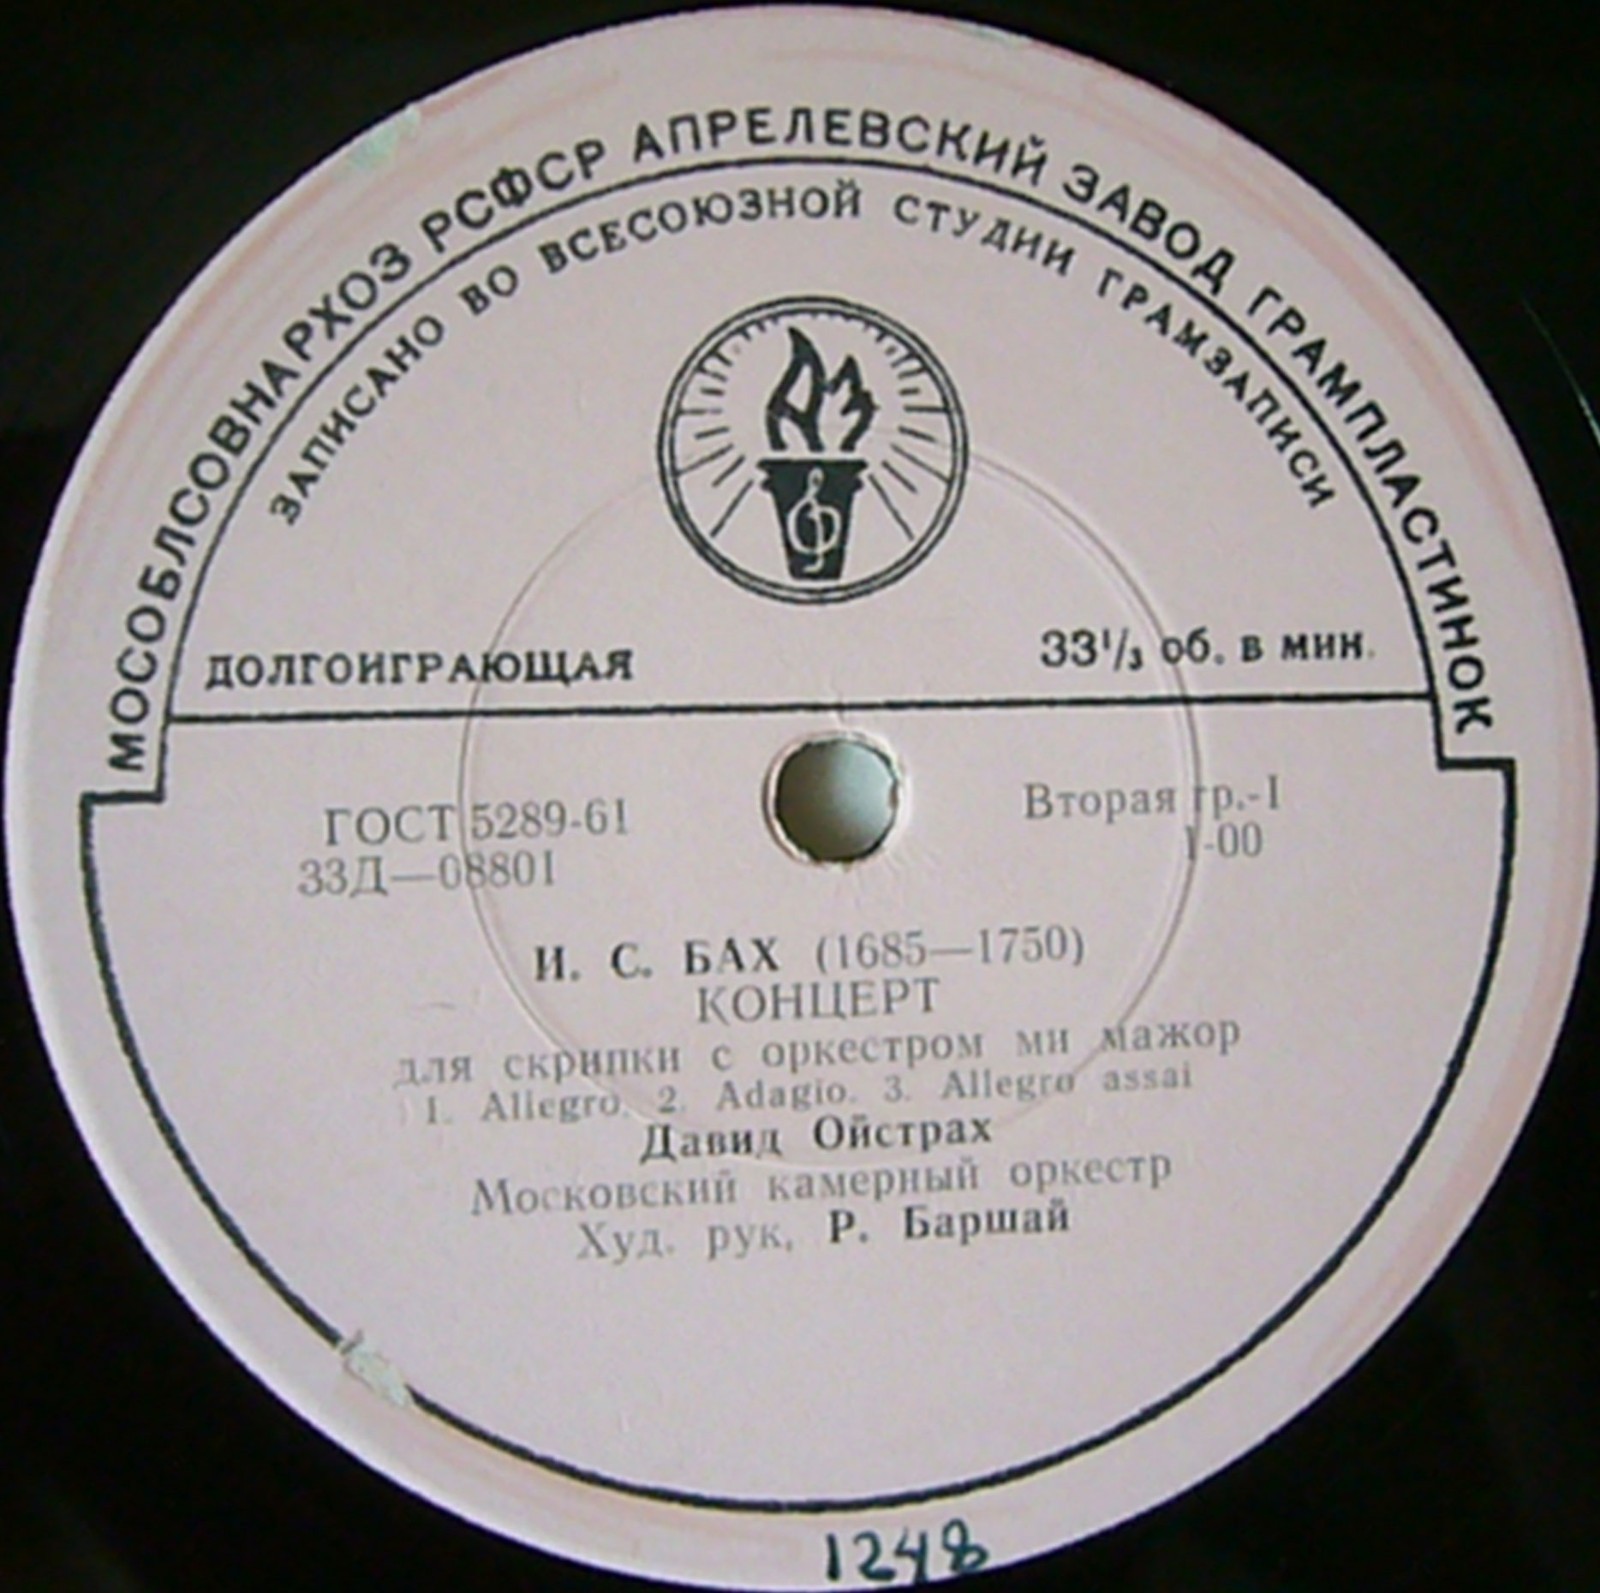 МОСОБЛСОВНАРХОЗ РСФСР АПРЕЛЕВСКИЙ ЗАВОД ГРАМПЛАСТИНОК
ЗАПИСАНО ВО ВСЕСОЮЗНОЙ СТУДИИ ГРАМЗАПИСИ
АЗ
ДОЛГОИГРАЮЩАЯ 33⅓ об. в мин.
ГОСТ 5289-61 Вторая гр.-1
33Д—08801 1-00
И. С. БАХ (1685—1750)
КОНЦЕРТ
для скрипки с оркестром ми мажор
1. Allegro. 2. Adagio. 3. Allegro assai
Давид Ойстрах
Московский камерный оркестр
Худ. рук. Р. Баршай
1248